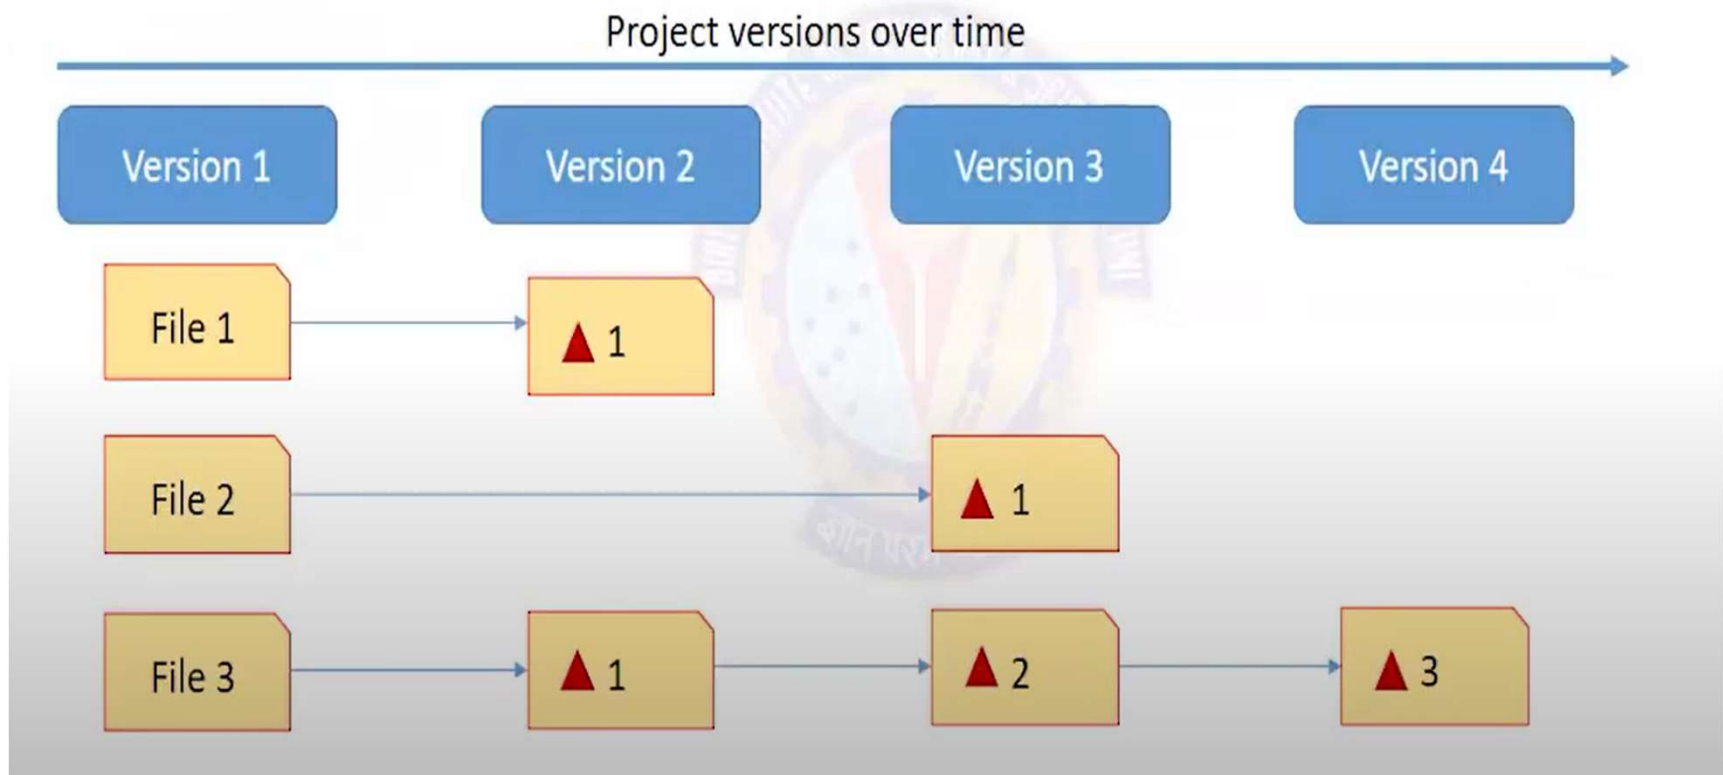 Project versions over time
Version 1
Version 2
Version 3
Version 4
File 1
▲ 1
File 2
▲ 1
File 3
▲ 1
▲ 2
▲ 3